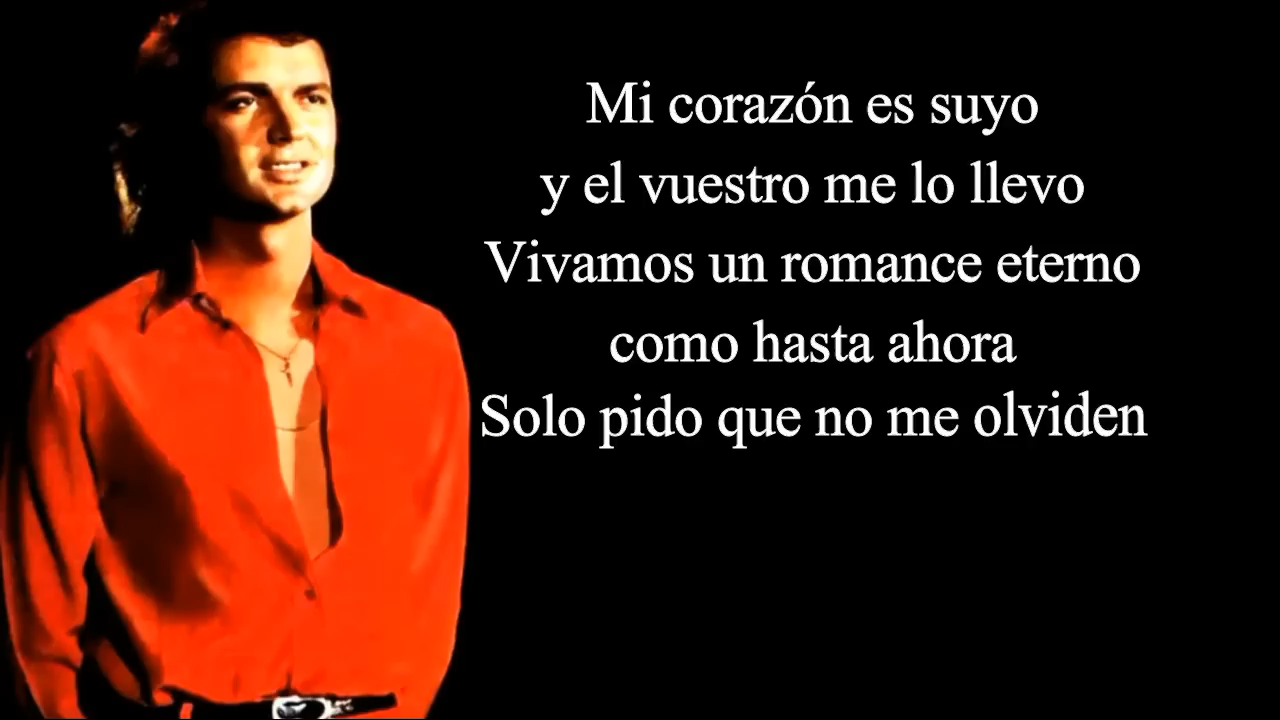 Mi corazón es suyo
y el vuestro me lo llevo
Vivamos un romance eterno
como hasta ahora
Solo pido que no me olviden